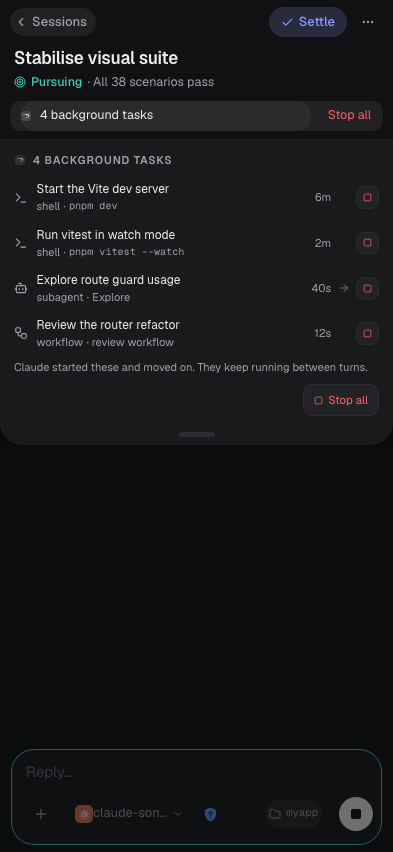 Sessions
Settle
Stabilise visual suite
Pursuing · All 38 scenarios pass
4 background tasks
Stop all
4 BACKGROUND TASKS
Start the Vite dev server
shell · pnpm dev
6m
Run vitest in watch mode
shell · pnpm vitest --watch
2m
Explore route guard usage
subagent · Explore
40s
Review the router refactor
workflow · review workflow
12s
Claude started these and moved on. They keep running between turns.
Stop all
Reply…
claude-son…
myapp